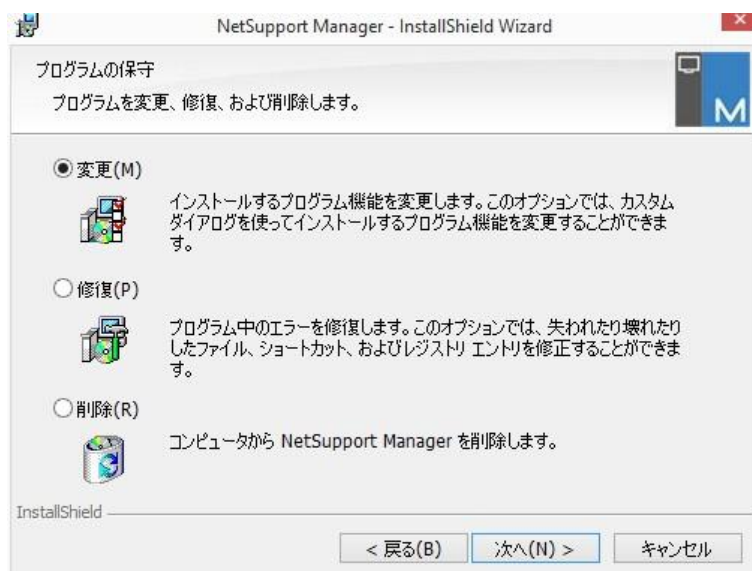 NetSupport Manager - InstallShield Wizard
プログラムの保守
プログラムを変更、修復、および削除します。
M
変更(M)
インストールするプログラム機能を変更します。このオプションでは、カスタム
ダイアログを使ってインストールするプログラム機能を変更することができま
す。
修復(P)
プログラム中のエラーを修復します。このオプションでは、失われたり壊れたり
したファイル、ショートカット、およびレジストリ エントリを修正することができま
す。
削除(R)
コンピュータから NetSupport Manager を削除します。
InstallShield
< 戻る(B)
次へ(N) >
キャンセル